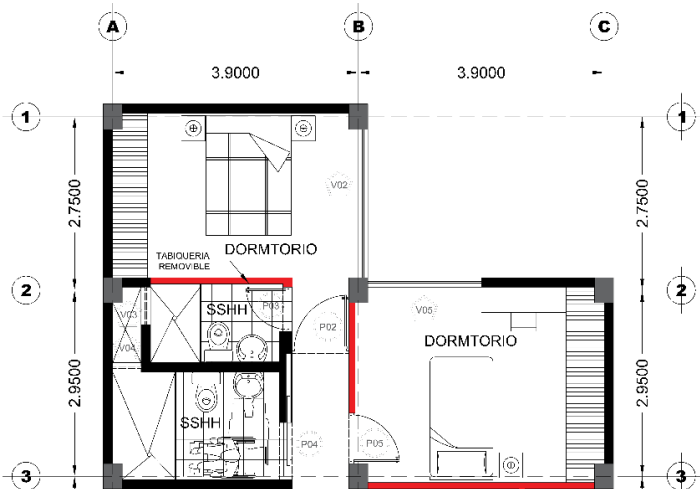 A B C
3.9000 3.9000
1 1
2.7500 2.7500
V02
DORMTORIO
TABIQUERIA
REMOVIBLE
2 2
V03
SSHH
P03
P02
V05
V04
DORMTORIO
2.9500 2.9500
SSHH
P04
P05
3 3